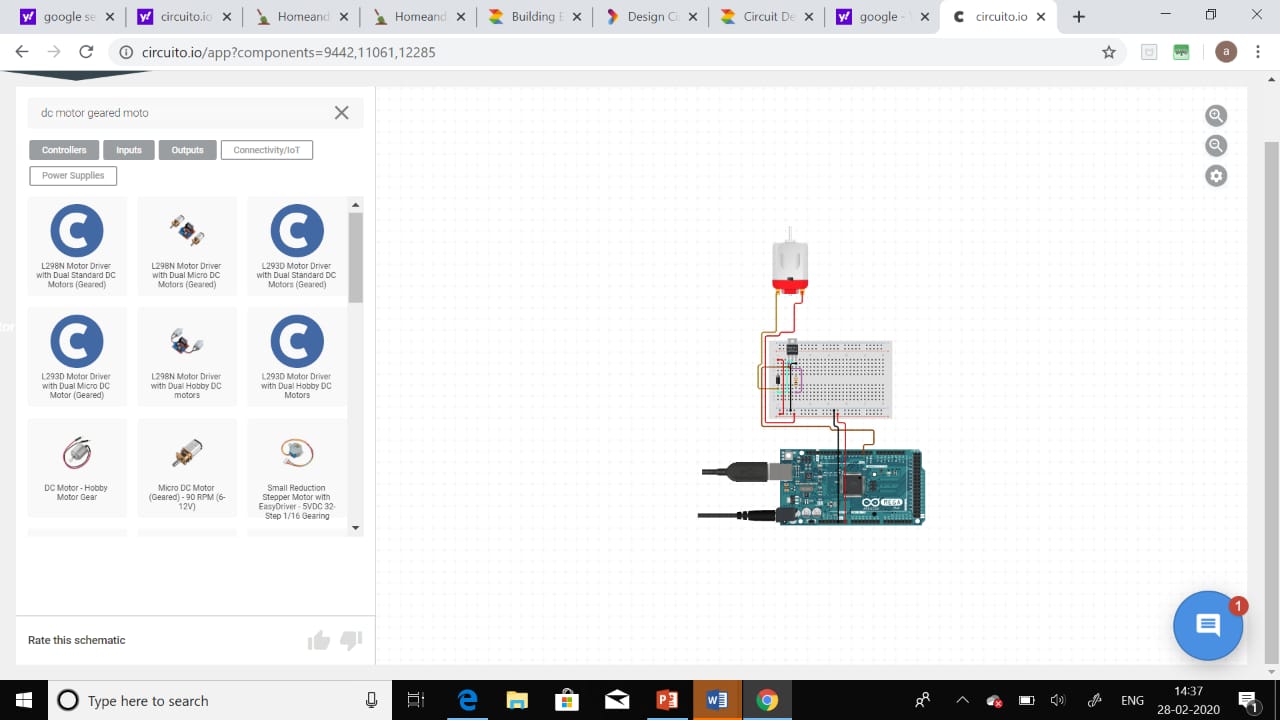 google se
circuito.io
Homeand
Homeand
Building E
Design Ci
Circuit De
google - 
circuito.io
circuito.io/app?components=9442,11061,12285
a
dc motor geared moto
Controllers
Inputs
Outputs
Connectivity/IoT
Power Supplies
L298N Motor Driver
with Dual Standard DC
Motors (Geared)
L298N Motor Driver
with Dual Micro DC
Motors (Geared)
L293D Motor Driver
with Dual Standard DC
Motors (Geared)
L293D Motor Driver
with Dual Micro DC
Motor (Geared)
L298N Motor Driver
with Dual Hobby DC
motors
L293D Motor Driver
with Dual Hobby DC
Motors
DC Motor - Hobby
Motor Gear
Micro DC Motor
(Geared) - 90 RPM (6-
12V)
Small Reduction
Stepper Motor with
EasyDriver - 5VDC 32-
Step 1/16 Gearing
tor
MEGA
1
Rate this schematic
Type here to search
ENG
14:37
28-02-2020
1